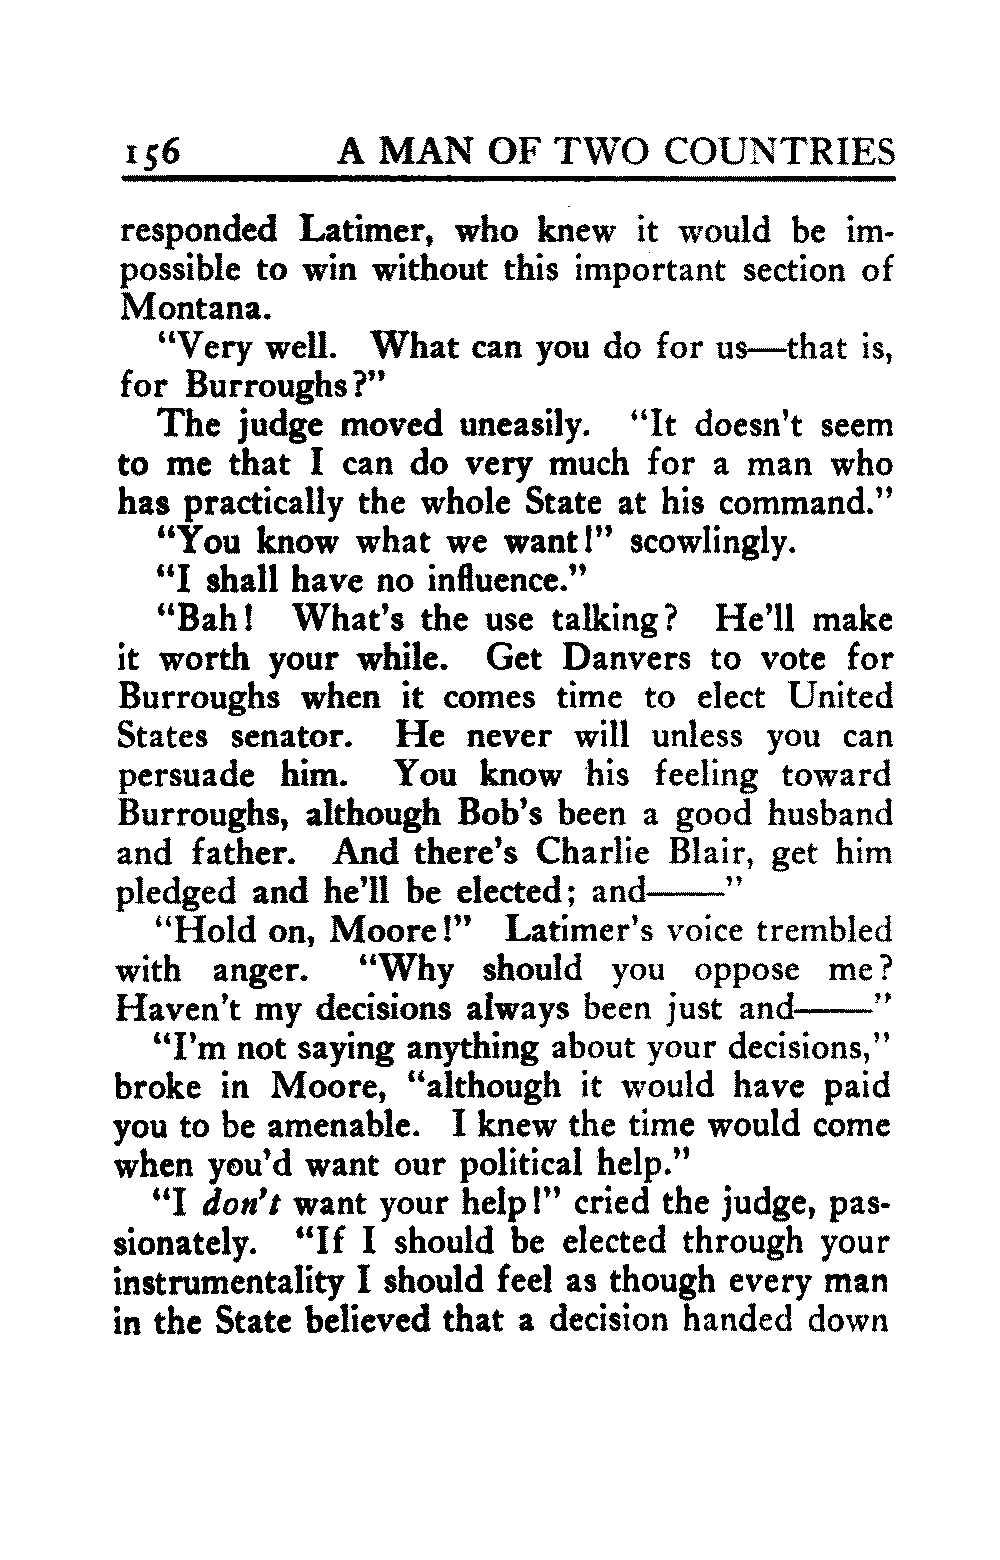 156 A MAN OF TWO COUNTRIES
responded Latimer, who knew it would be im-
possible to win without this important section of
Montana.
“Very well. What can you do for us—that is,
for Burroughs?”
The judge moved uneasily. “It doesn’t seem
to me that I can do very much for a man who
has practically the whole State at his command.”
“You know what we want!” scowlingly.
“I shall have no influence.”
“Bah! What’s the use talking? He’ll make
it worth your while. Get Danvers to vote for
Burroughs when it comes time to elect United
States senator. He never will unless you can
persuade him. You know his feeling toward
Burroughs, although Bob’s been a good husband
and father. And there’s Charlie Blair, get him
pledged and he’ll be elected; and——”
“Hold on, Moore!” Latimer’s voice trembled
with anger. “Why should you oppose me?
Haven’t my decisions always been just and——”
“I’m not saying anything about your decisions,”
broke in Moore, “although it would have paid
you to be amenable. I knew the time would come
when you’d want our political help.”
“I don’t want your help!” cried the judge, pas-
sionately. “If I should be elected through your
instrumentality I should feel as though every man
in the State believed that a decision handed down